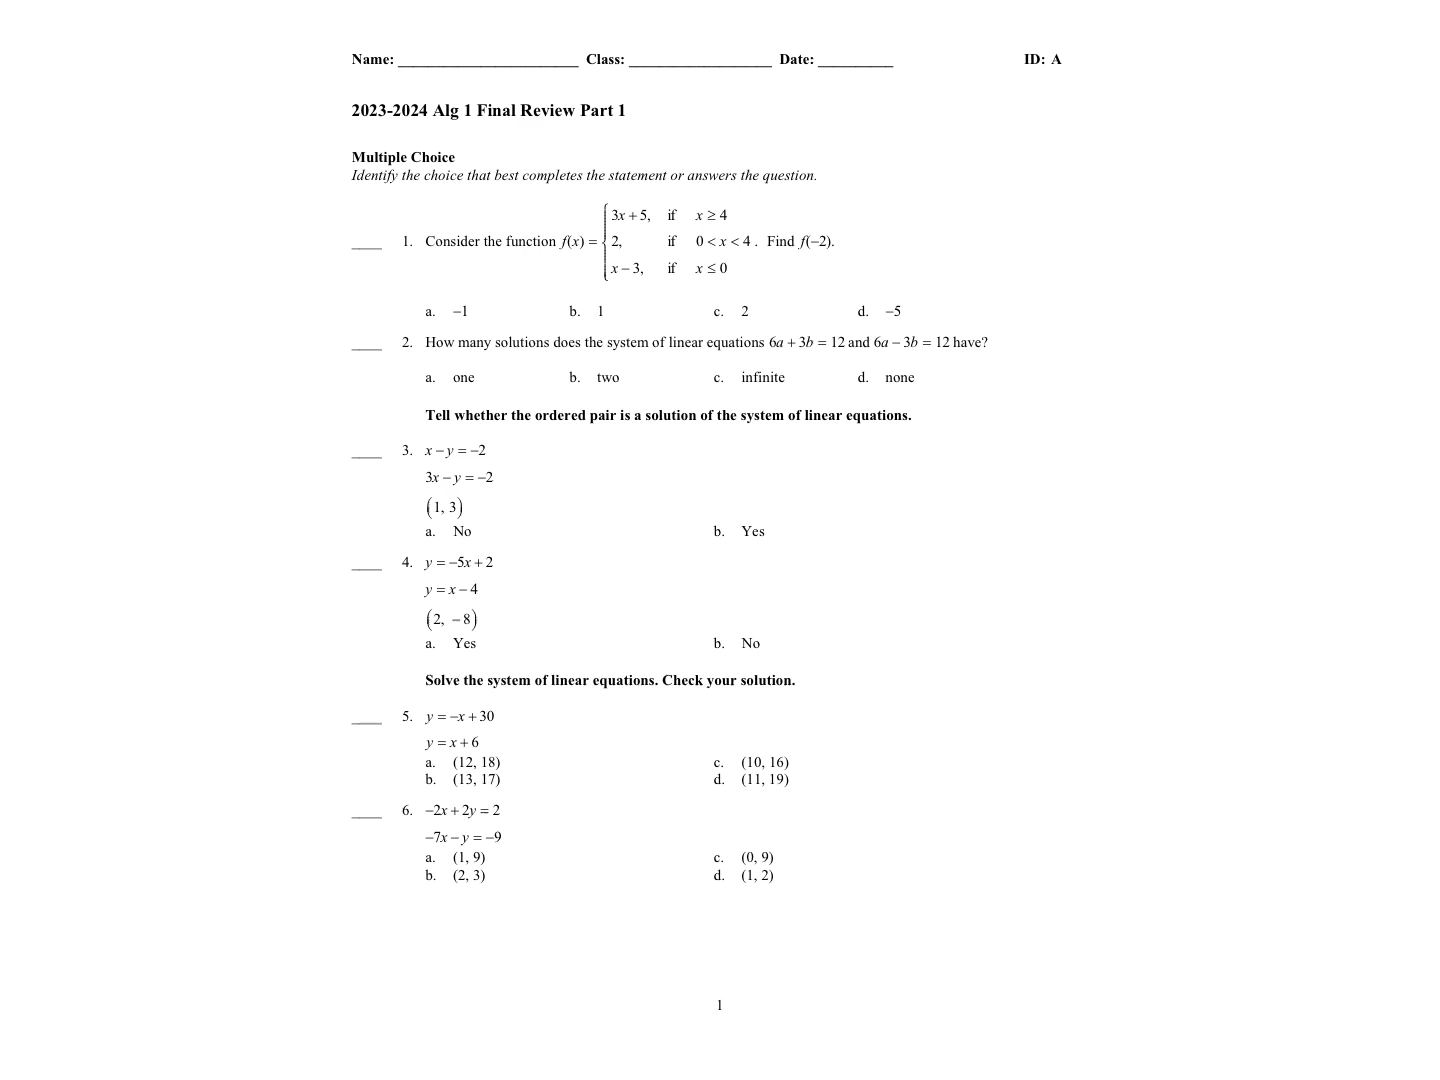 Name: ________________________ Class: ___________________ Date: __________ ID: A
2023-2024 Alg 1 Final Review Part 1
Multiple Choice
Identify the choice that best completes the statement or answers the question.
____ 1. Consider the function f(x) = { 3x + 5, if x ≥ 4
2, if 0 < x < 4 . Find f(−2).
x − 3, if x ≤ 0
a. −1 b. 1 c. 2 d. −5
____ 2. How many solutions does the system of linear equations 6a + 3b = 12 and 6a − 3b = 12 have?
a. one b. two c. infinite d. none
Tell whether the ordered pair is a solution of the system of linear equations.
____ 3. x − y = −2
3x − y = −2
(1, 3)
a. No b. Yes
____ 4. y = −5x + 2
y = x − 4
(2, −8)
a. Yes b. No
Solve the system of linear equations. Check your solution.
____ 5. y = −x + 30
y = x + 6
a. (12, 18) c. (10, 16)
b. (13, 17) d. (11, 19)
____ 6. −2x + 2y = 2
−7x − y = −9
a. (1, 9) c. (0, 9)
b. (2, 3) d. (1, 2)
1